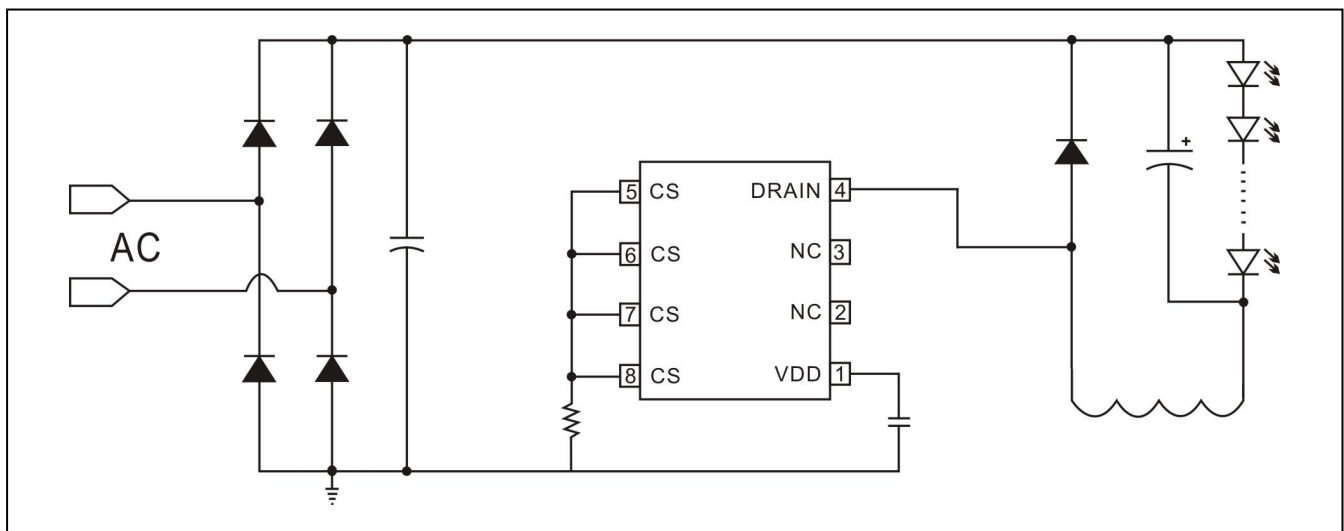 AC
5 CS DRAIN 4
6 CS NC 3
7 CS NC 2
8 CS VDD 1
+